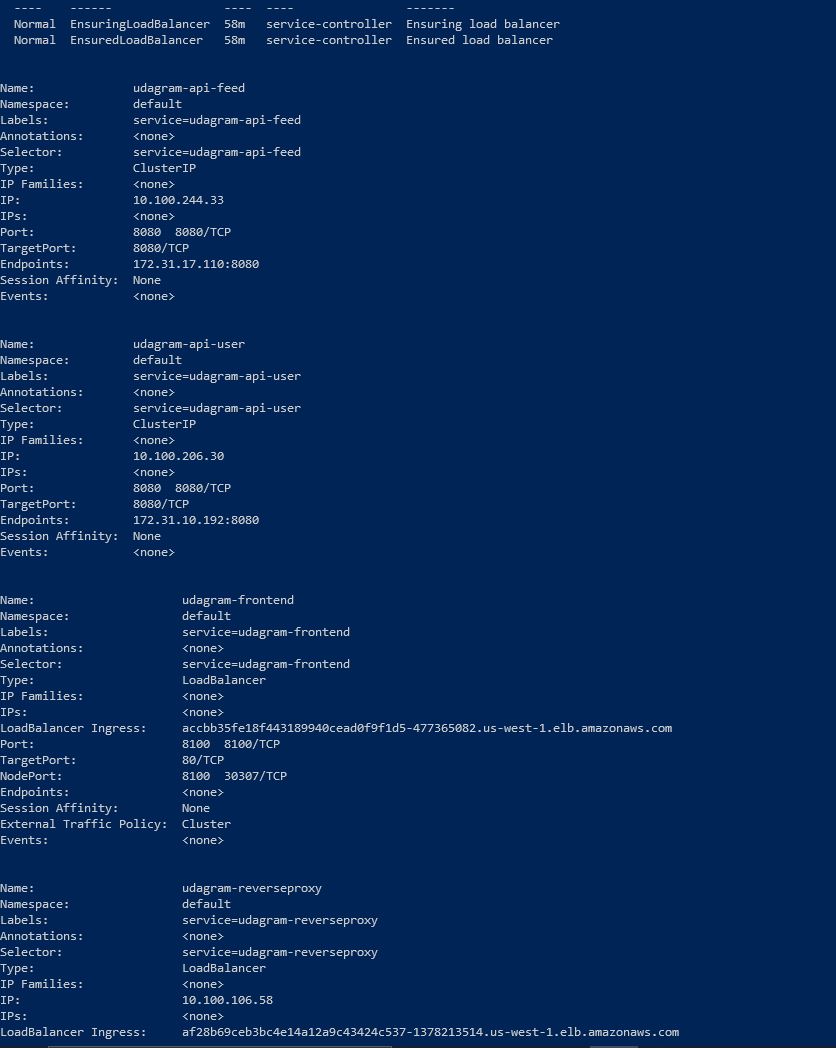 ----    ------                ----  ----                -------
Normal  EnsuringLoadBalancer  58m   service-controller  Ensuring load balancer
Normal  EnsuredLoadBalancer   58m   service-controller  Ensured load balancer
Name:              udagram-api-feed
Namespace:         default
Labels:            service=udagram-api-feed
Annotations:       <none>
Selector:          service=udagram-api-feed
Type:              ClusterIP
IP Families:       <none>
IP:                10.100.244.33
IPs:               <none>
Port:              8080  8080/TCP
TargetPort:        8080/TCP
Endpoints:         172.31.17.110:8080
Session Affinity:  None
Events:            <none>
Name:              udagram-api-user
Namespace:         default
Labels:            service=udagram-api-user
Annotations:       <none>
Selector:          service=udagram-api-user
Type:              ClusterIP
IP Families:       <none>
IP:                10.100.206.30
IPs:               <none>
Port:              8080  8080/TCP
TargetPort:        8080/TCP
Endpoints:         172.31.10.192:8080
Session Affinity:  None
Events:            <none>
Name:                     udagram-frontend
Namespace:                default
Labels:                   service=udagram-frontend
Annotations:              <none>
Selector:                 service=udagram-frontend
Type:                     LoadBalancer
IP Families:              <none>
IPs:                      <none>
LoadBalancer Ingress:     accbb35fe18f443189940cead0f9f1d5-477365082.us-west-1.elb.amazonaws.com
Port:                     8100  8100/TCP
TargetPort:               80/TCP
NodePort:                 8100  30307/TCP
Endpoints:                <none>
Session Affinity:         None
External Traffic Policy:  Cluster
Events:                   <none>
Name:                     udagram-reverseproxy
Namespace:                default
Labels:                   service=udagram-reverseproxy
Annotations:              <none>
Selector:                 service=udagram-reverseproxy
Type:                     LoadBalancer
IP Families:              <none>
IP:                       10.100.106.58
IPs:                      <none>
LoadBalancer Ingress:     af28b69ceb3bc4e14a12a9c43424c537-1378213514.us-west-1.elb.amazonaws.com